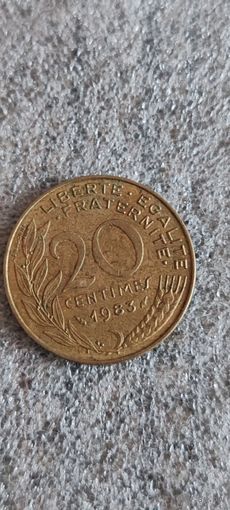 LIBERTE · EGALITE
· FRATERNITE ·
20
CENTIMES
1983